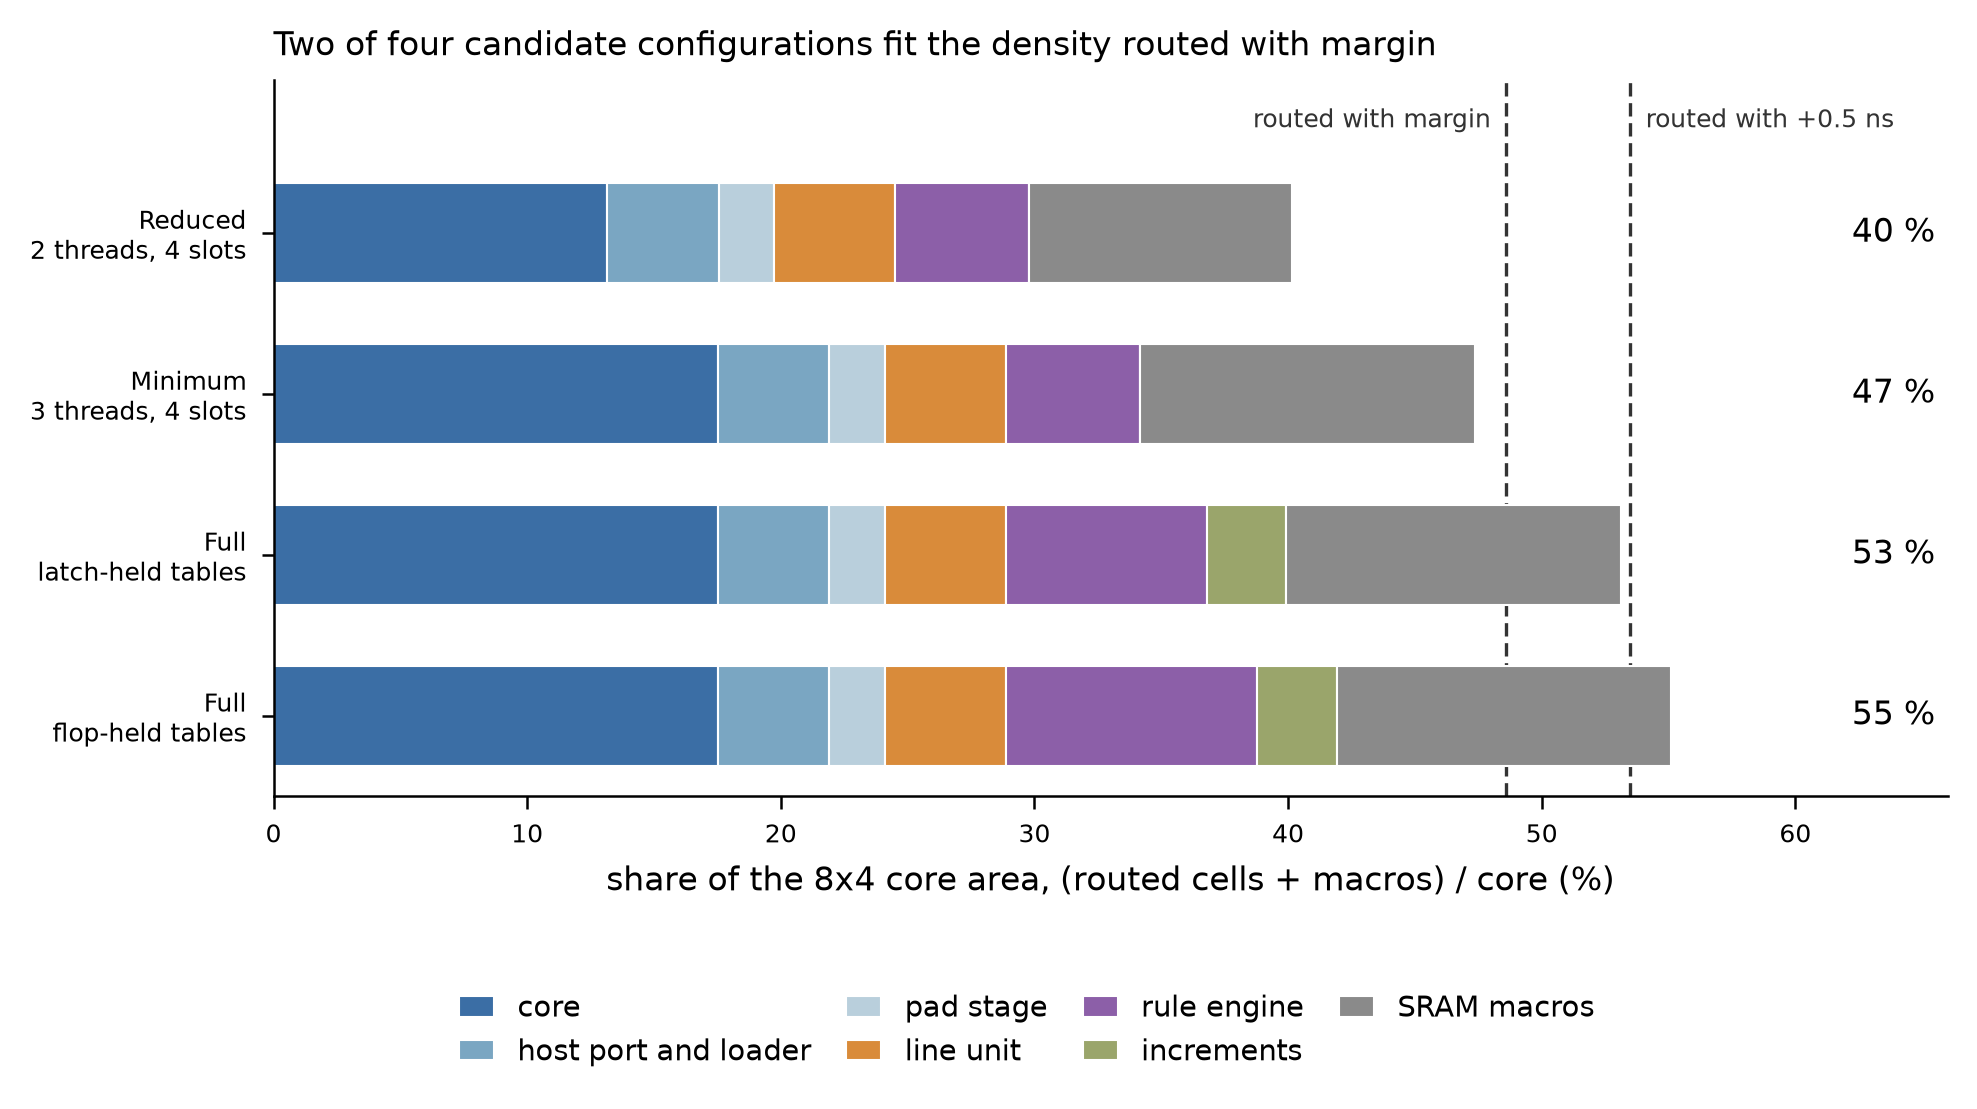 Two of four candidate configurations fit the density routed with margin
routed with margin
routed with +0.5 ns
Reduced
2 threads, 4 slots
40 %
Minimum
3 threads, 4 slots
47 %
Full
latch-held tables
53 %
Full
flop-held tables
55 %
0 10 20 30 40 50 60
share of the 8x4 core area, (routed cells + macros) / core (%)
core
host port and loader
pad stage
line unit
rule engine
increments
SRAM macros